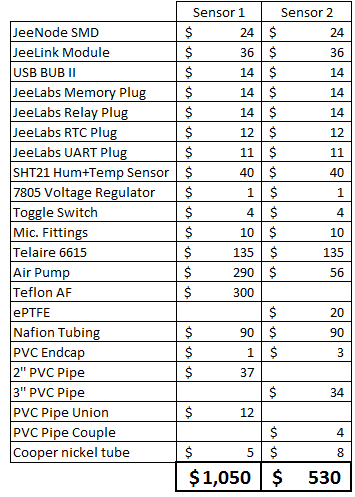 Sensor 1 Sensor 2
JeeNode SMD $ 24 $ 24
JeeLink Module $ 36 $ 36
USB BUB II $ 14 $ 14
JeeLabs Memory Plug $ 14 $ 14
JeeLabs Relay Plug $ 14 $ 14
JeeLabs RTC Plug $ 12 $ 12
JeeLabs UART Plug $ 11 $ 11
SHT21 Hum+Temp Sensor $ 40 $ 40
7805 Voltage Regulator $ 1 $ 1
Toggle Switch $ 4 $ 4
Mic. Fittings $ 10 $ 10
Telaire 6615 $ 135 $ 135
Air Pump $ 290 $ 56
Teflon AF $ 300
ePTFE $ 20
Nafion Tubing $ 90 $ 90
PVC Endcap $ 1 $ 3
2" PVC Pipe $ 37
3" PVC Pipe $ 34
PVC Pipe Union $ 12
PVC Pipe Couple $ 4
Cooper nickel tube $ 5 $ 8
$1,050 $ 530